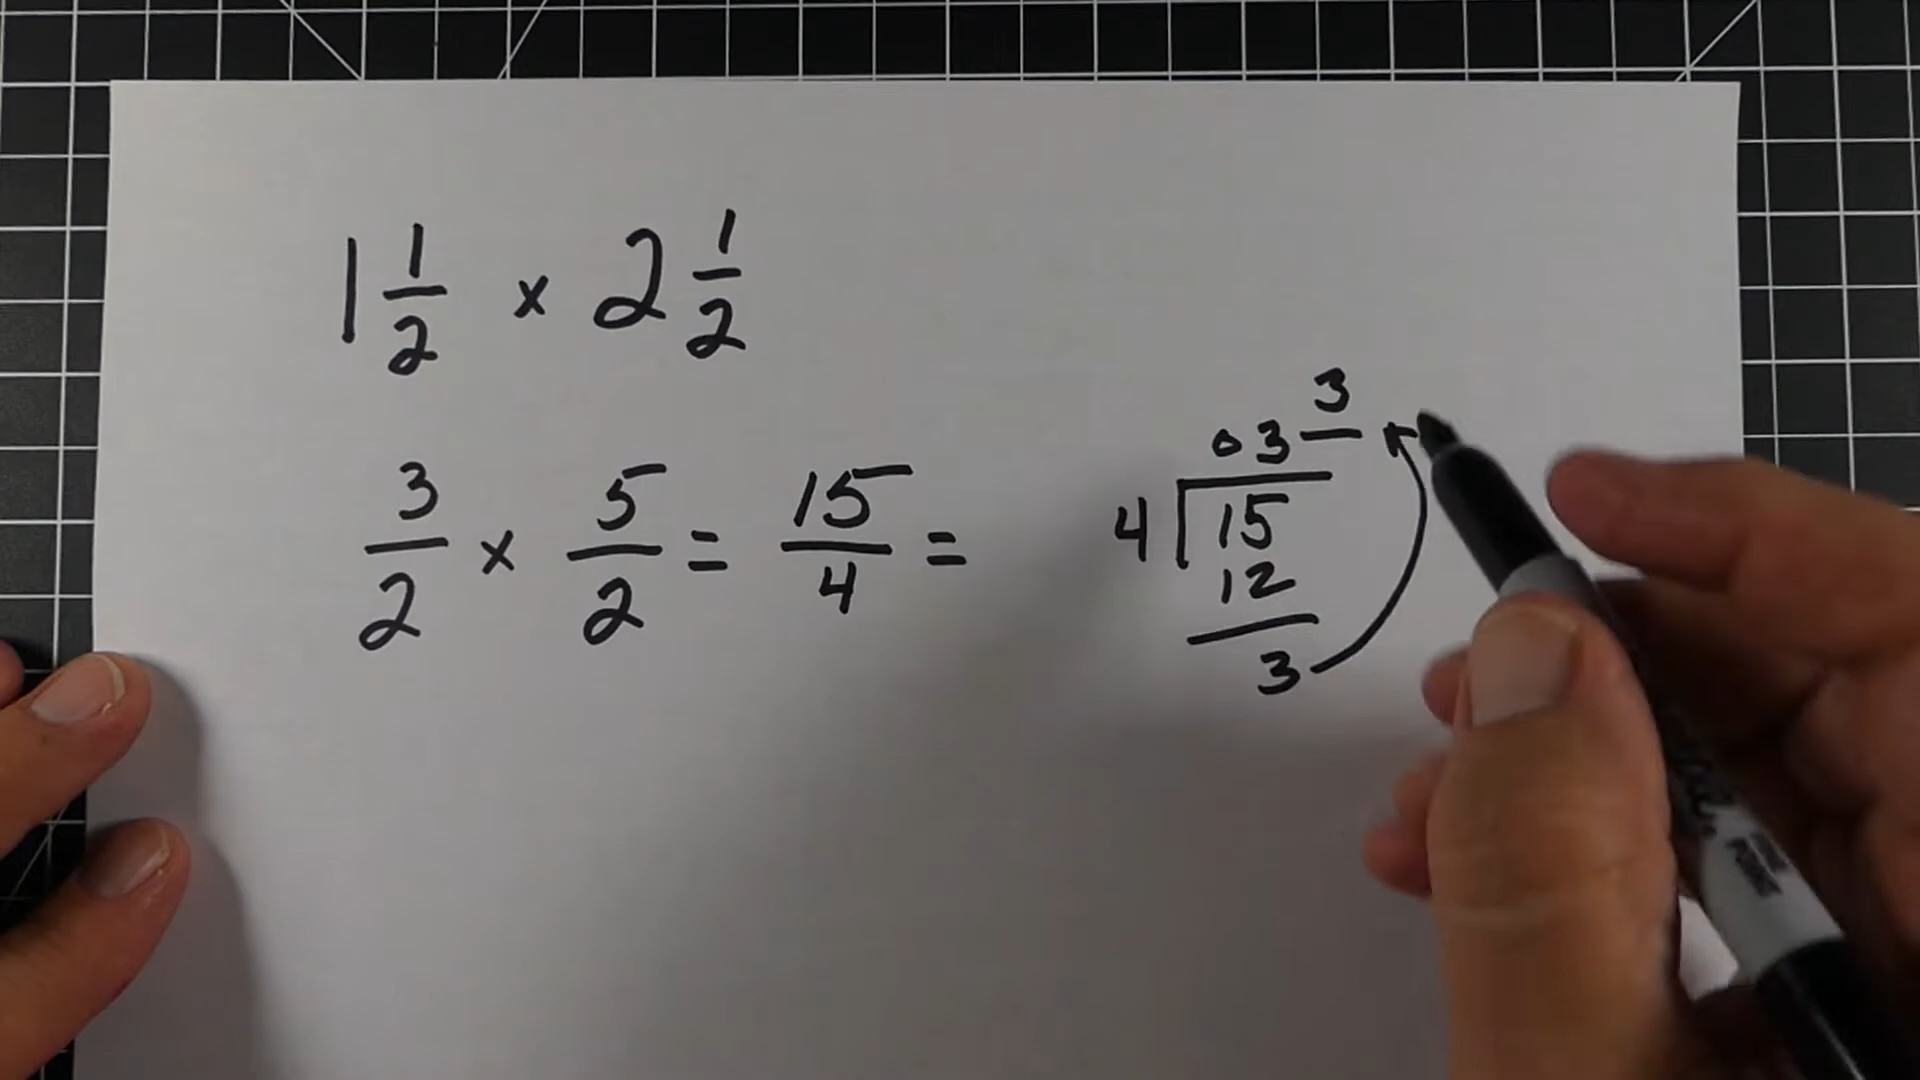 1 1/2 × 2 1/2
3/2 × 5/2 = 15/4 =
03 3/
4 15
12
3